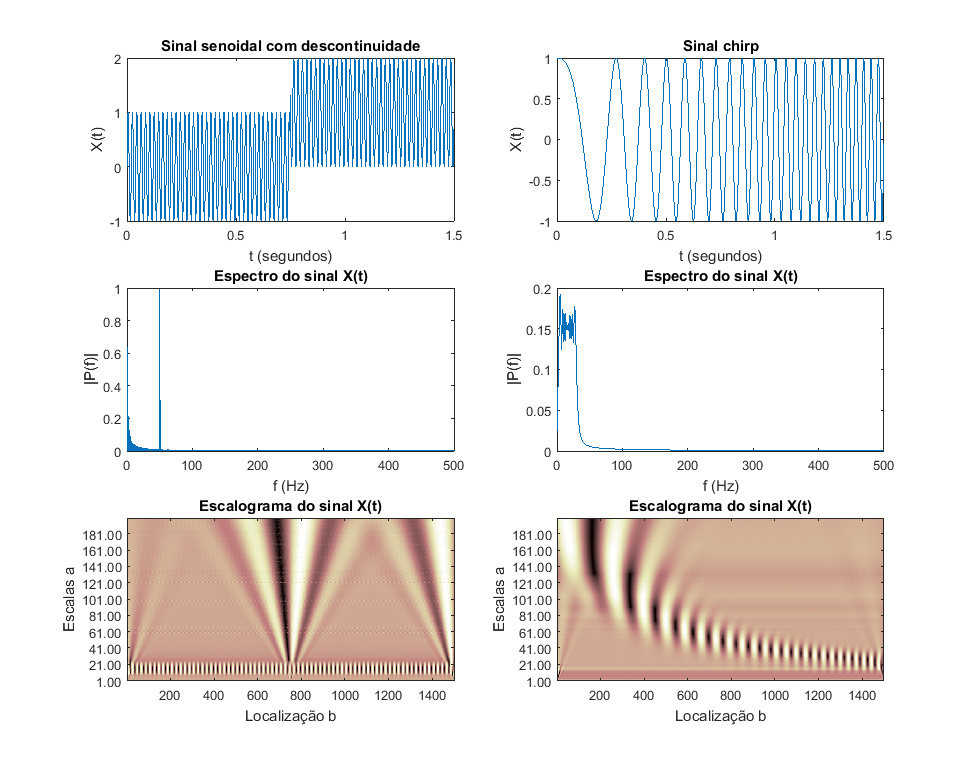 Sinal senoidal com descontinuidade
2
1
0
-1
X(t)
0 0.5 1 1.5
t (segundos)
Sinal chirp
1
0.5
0
-0.5
-1
X(t)
0 0.5 1 1.5
t (segundos)
Espectro do sinal X(t)
1
0.8
0.6
0.4
0.2
0
|P(f)|
0 100 200 300 400 500
f (Hz)
Espectro do sinal X(t)
0.2
0.15
0.1
0.05
0
|P(f)|
0 100 200 300 400 500
f (Hz)
Escalograma do sinal X(t)
181.00
161.00
141.00
121.00
101.00
81.00
61.00
41.00
21.00
1.00
Escalas a
200 400 600 800 1000 1200 1400
Localização b
Escalograma do sinal X(t)
181.00
161.00
141.00
121.00
101.00
81.00
61.00
41.00
21.00
1.00
Escalas a
200 400 600 800 1000 1200 1400
Localização b